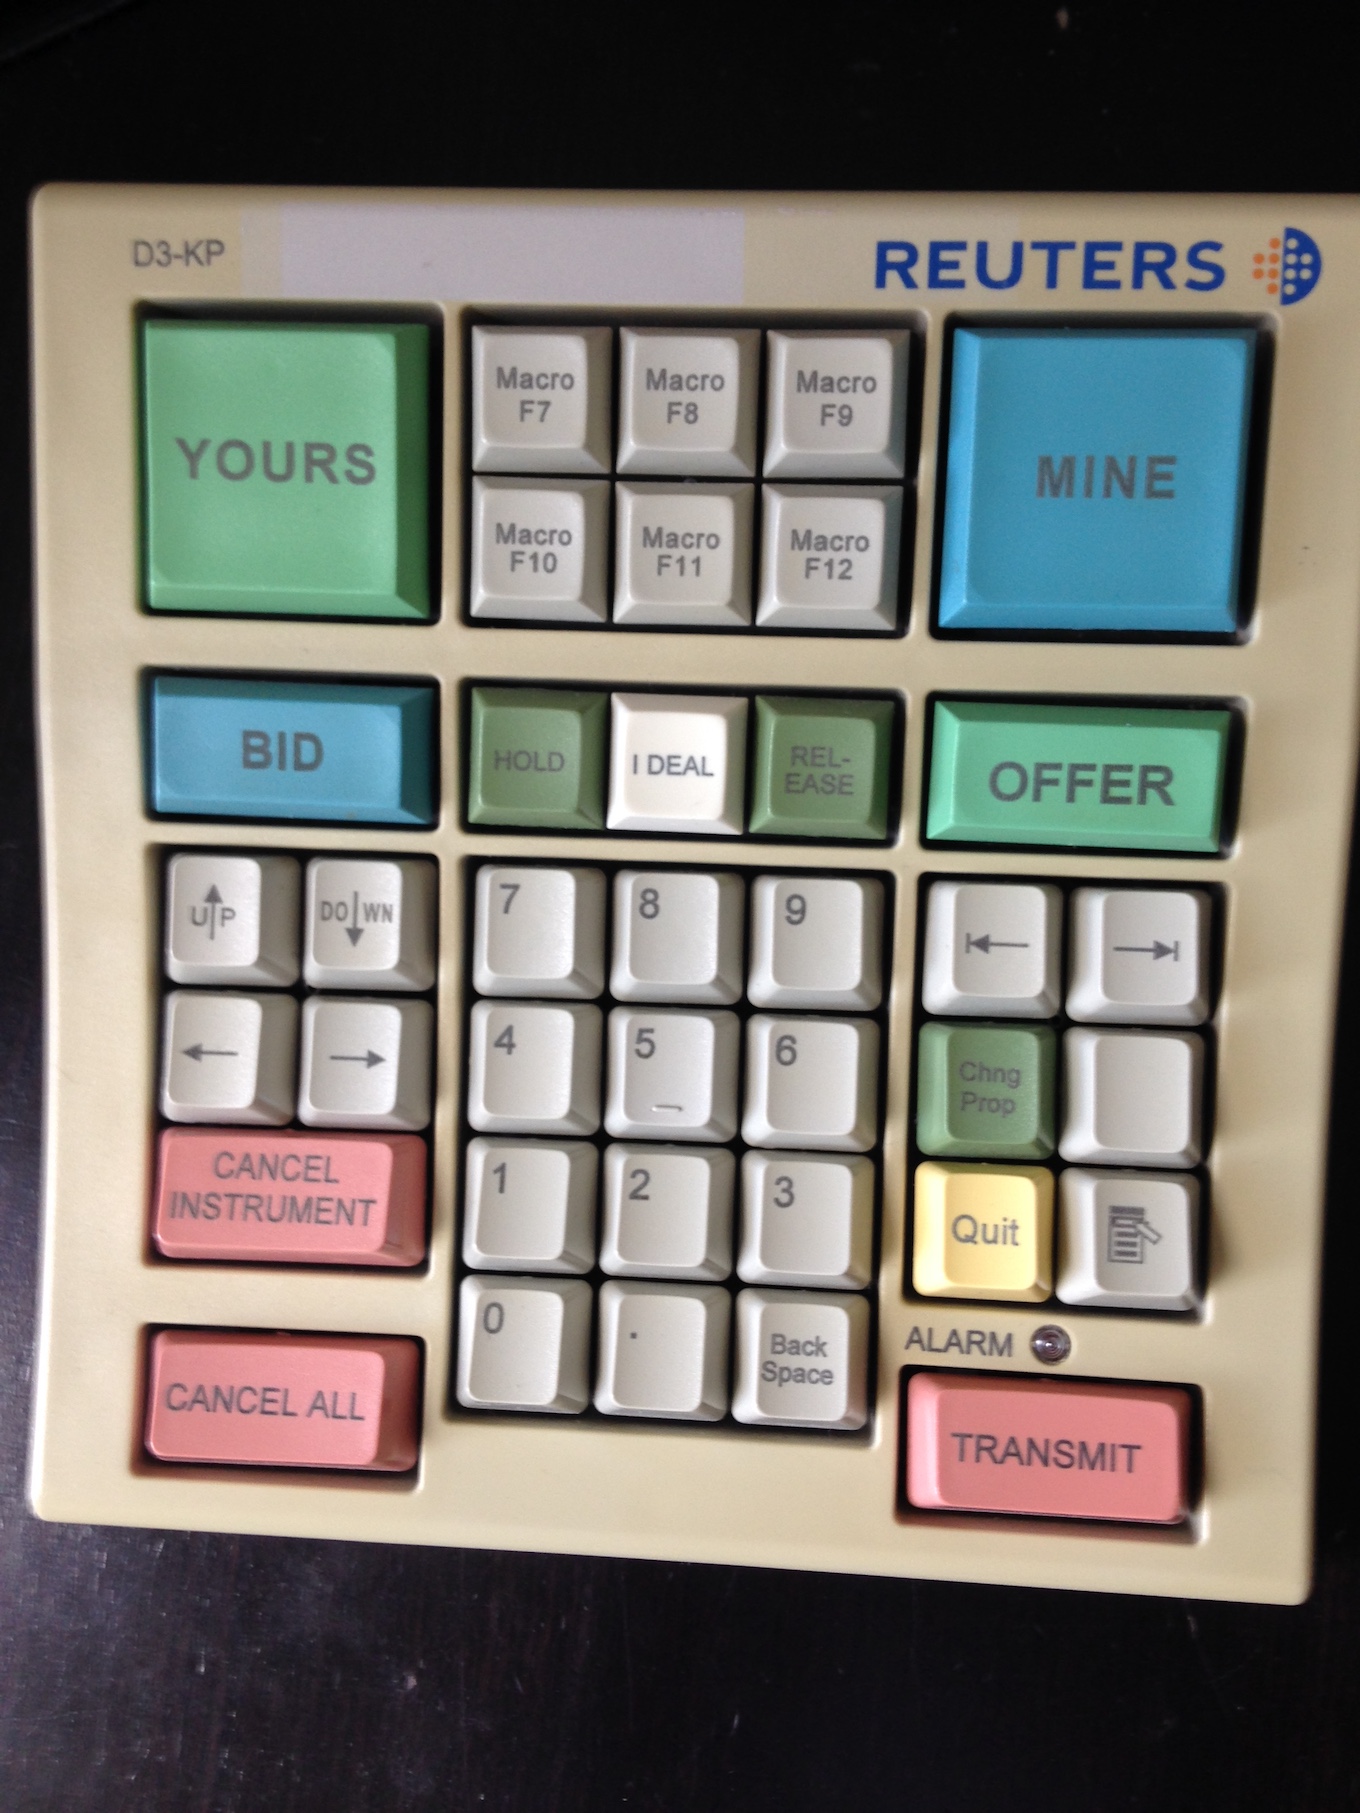 D3-KP
REUTERS
YOURS
Macro
F7
Macro
F8
Macro
F9
MINE
Macro
F10
Macro
F11
Macro
F12
BID
HOLD
I DEAL
REL-
EASE
OFFER
UP
DOWN
7
8
9
4
5
6
Chng
Prop
CANCEL
INSTRUMENT
1
2
3
Quit
0
.
Back
Space
ALARM
CANCEL ALL
TRANSMIT